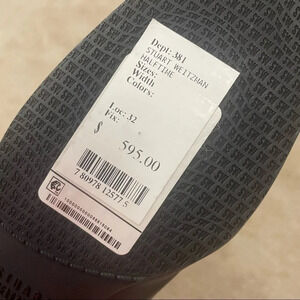 Dept: 381
STUART WEITZMAN
HALFTIME
Sizes:
Width
Colors:
Loc: 32
Fix:
$ 595.00
7 80978 12577 5